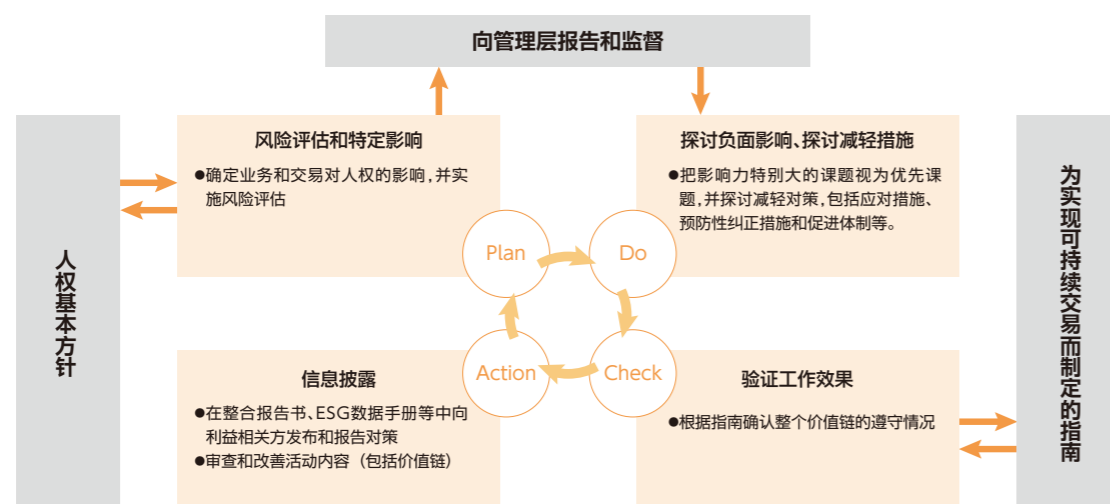 向管理层报告和监督
风险评估和特定影响
●确定业务和交易对人权的影响,并实
施风险评估
探讨负面影响、探讨减轻措施
●把影响力特别大的课题视为优先课
题,并探讨减轻对策,包括应对措施、
预防性纠正措施和促进体制等。
人权基本方针
为实现可持续交易而制定的指南
Plan
Do
Action
Check
信息披露
●在整合报告书、ESG数据手册等中向
利益相关方发布和报告对策
●审查和改善活动内容（包括价值链）
验证工作效果
●根据指南确认整个价值链的遵守情况